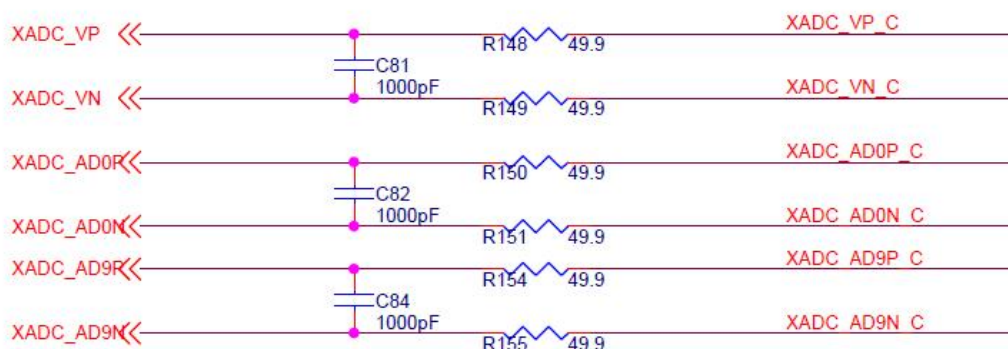 XADC_VP XADC_VP_C
R148 49.9
C81
1000pF
XADC_VN XADC_VN_C
R149 49.9
XADC_AD0P XADC_AD0P_C
R150 49.9
C82
1000pF
XADC_AD0N XADC_AD0N_C
R151 49.9
XADC_AD9P XADC_AD9P_C
R154 49.9
C84
1000pF
XADC_AD9N XADC_AD9N_C
R155 49.9